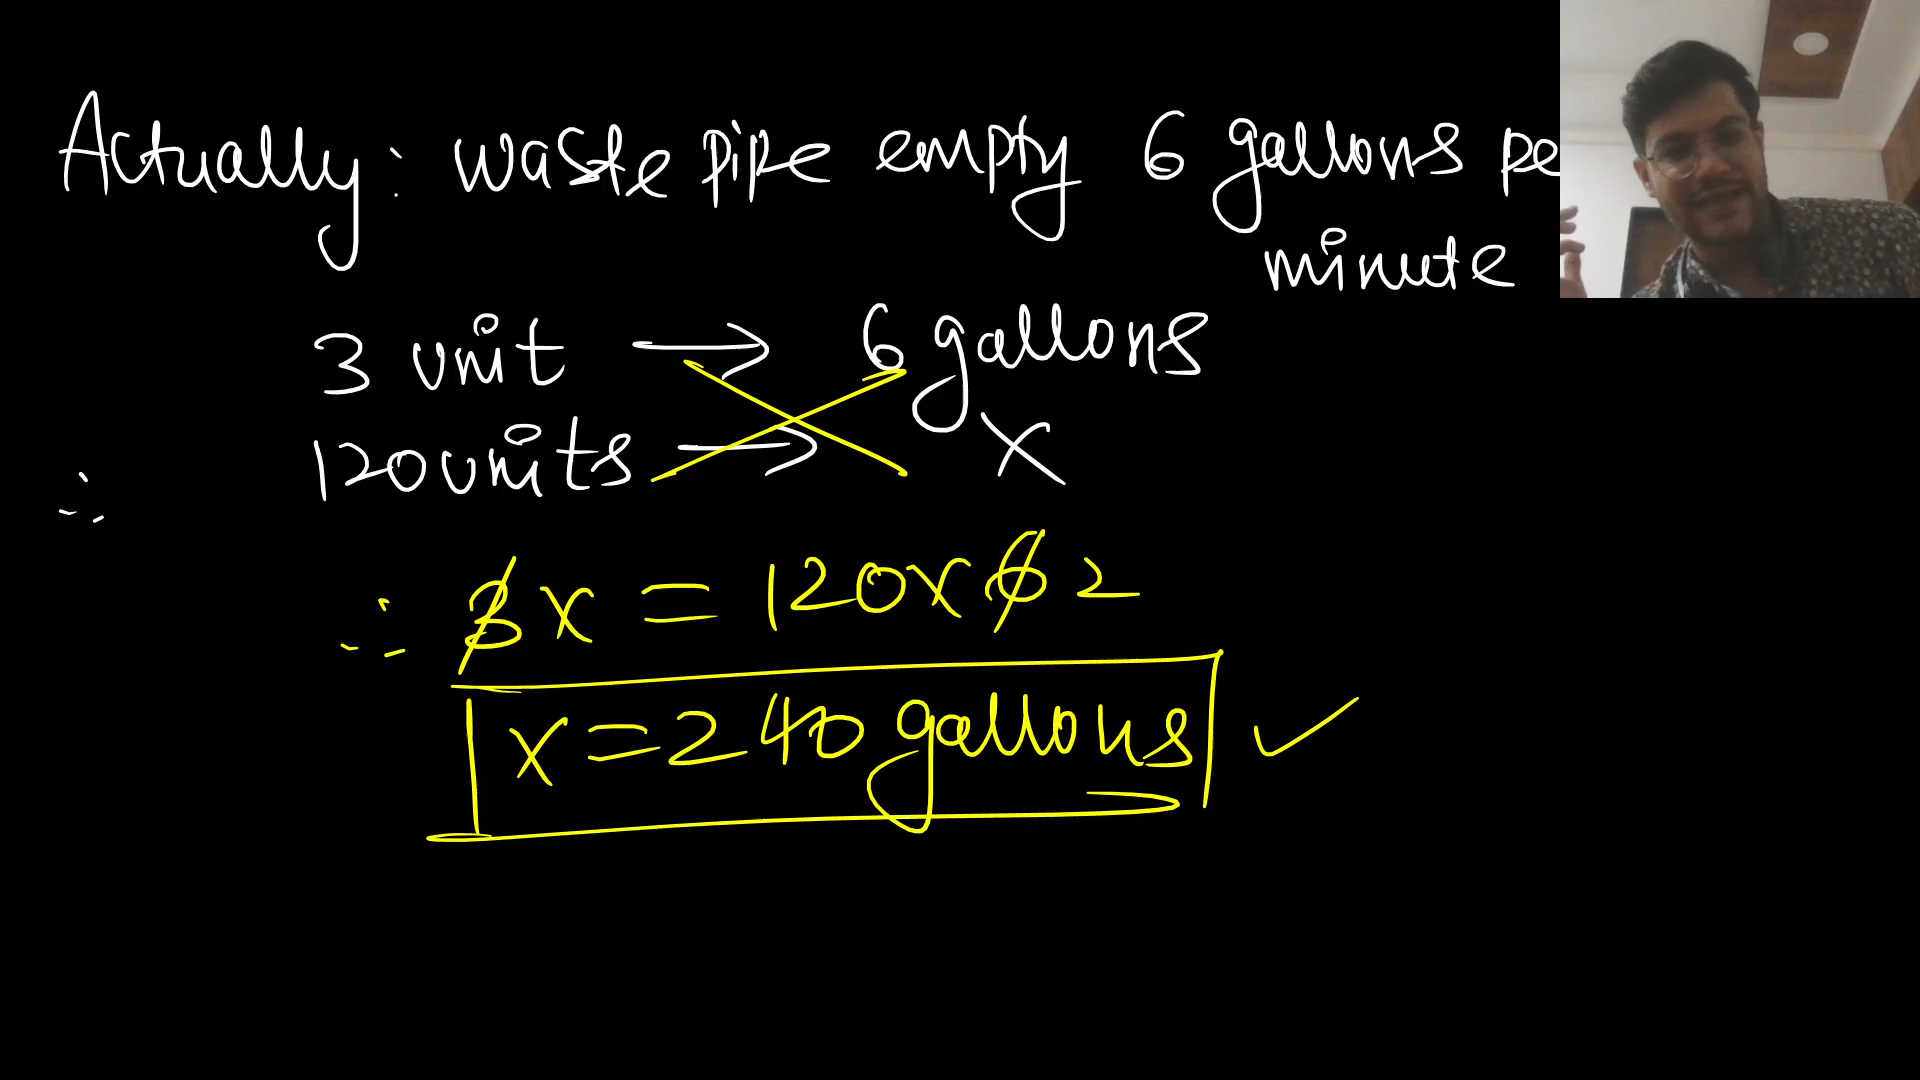 Actually: waste pipe empty 6 gallons pe
minute
3 unit → 6 gallons
120 units → x
∴
∴ 3x = 120 x 6 2
x = 240 gallons ✓